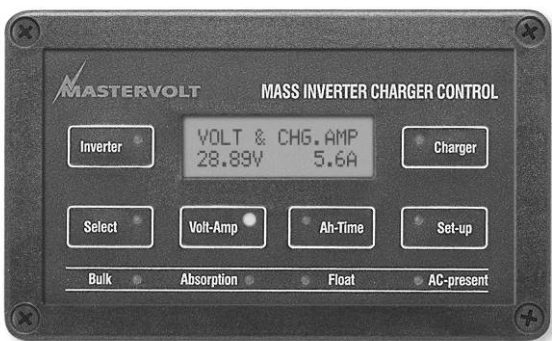 MASTERVOLT MASS INVERTER CHARGER CONTROL
Inverter VOLT & CHG.AMP Charger
28.89V 5.6A
Select Volt-Amp Ah-Time Set-up
Bulk Absorption Float AC-present